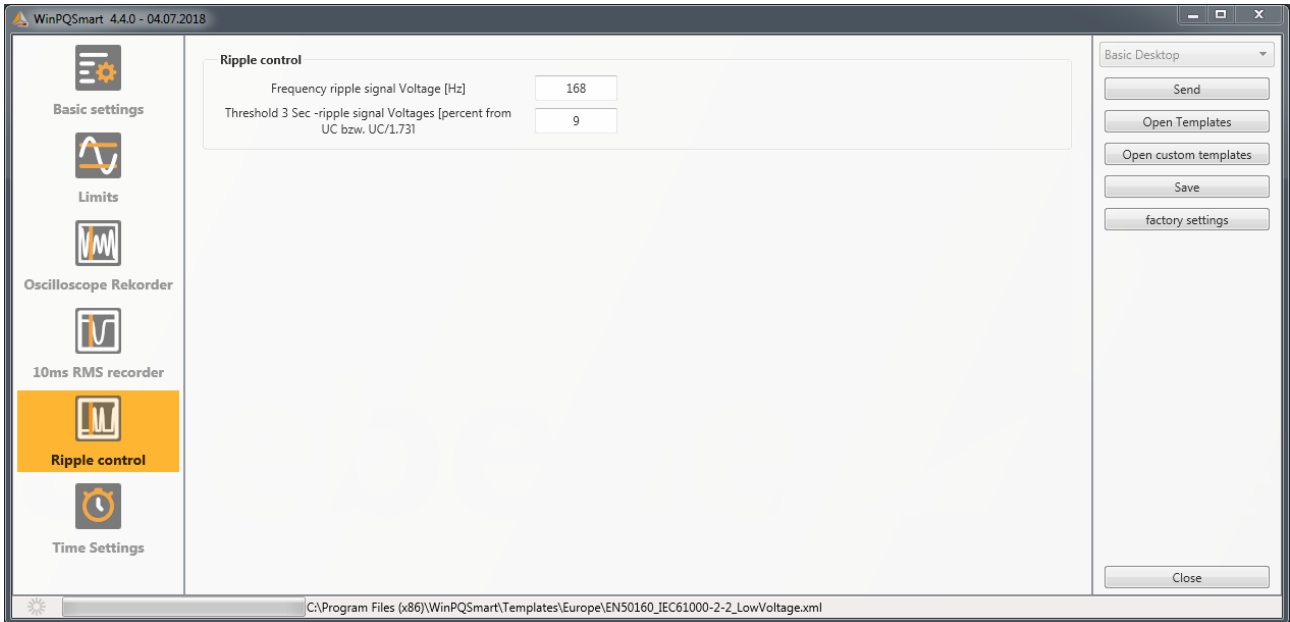 WinPQSmart 4.4.0 - 04.07.2018
Basic settings
Limits
Oscilloscope Rekorder
10ms RMS recorder
Ripple control
Time Settings
Ripple control
Frequency ripple signal Voltage [Hz]
168
Threshold 3 Sec -ripple signal Voltages [percent from
UC bzw. UC/1.73]
9
Basic Desktop
Send
Open Templates
Open custom templates
Save
factory settings
Close
C:\Program Files (x86)\WinPQSmart\Templates\Europe\EN50160_IEC61000-2-2_LowVoltage.xml